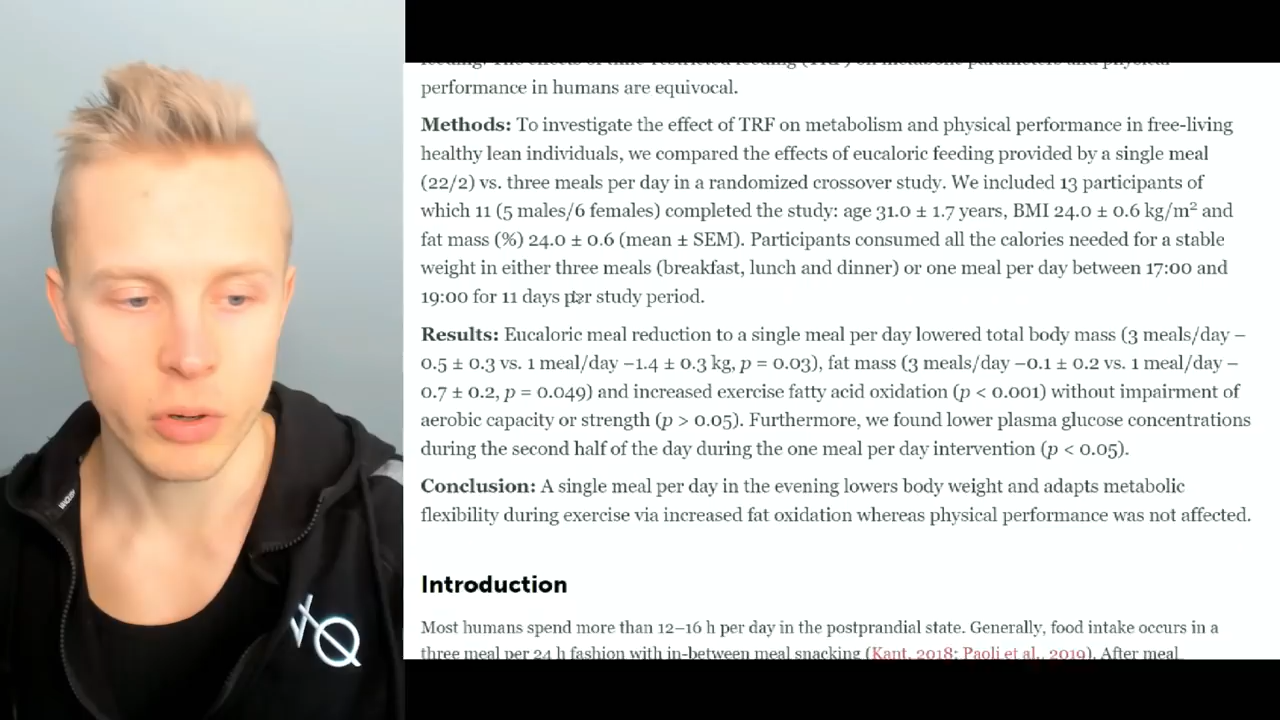 performance in humans are equivocal.
Methods: To investigate the effect of TRF on metabolism and physical performance in free-living
healthy lean individuals, we compared the effects of eucaloric feeding provided by a single meal
(22/2) vs. three meals per day in a randomized crossover study. We included 13 participants of
which 11 (5 males/6 females) completed the study: age 31.0 ± 1.7 years, BMI 24.0 ± 0.6 kg/m² and
fat mass (%) 24.0 ± 0.6 (mean ± SEM). Participants consumed all the calories needed for a stable
weight in either three meals (breakfast, lunch and dinner) or one meal per day between 17:00 and
19:00 for 11 days per study period.
Results: Eucaloric meal reduction to a single meal per day lowered total body mass (3 meals/day –
0.5 ± 0.3 vs. 1 meal/day –1.4 ± 0.3 kg, p = 0.03), fat mass (3 meals/day –0.1 ± 0.2 vs. 1 meal/day –
0.7 ± 0.2, p = 0.049) and increased exercise fatty acid oxidation (p < 0.001) without impairment of
aerobic capacity or strength (p > 0.05). Furthermore, we found lower plasma glucose concentrations
during the second half of the day during the one meal per day intervention (p < 0.05).
Conclusion: A single meal per day in the evening lowers body weight and adapts metabolic
flexibility during exercise via increased fat oxidation whereas physical performance was not affected.
Introduction
Most humans spend more than 12–16 h per day in the postprandial state. Generally, food intake occurs in a
three meal per 24 h fashion with in-between meal snacking (Kant, 2018; Paoli et al., 2019). After meal